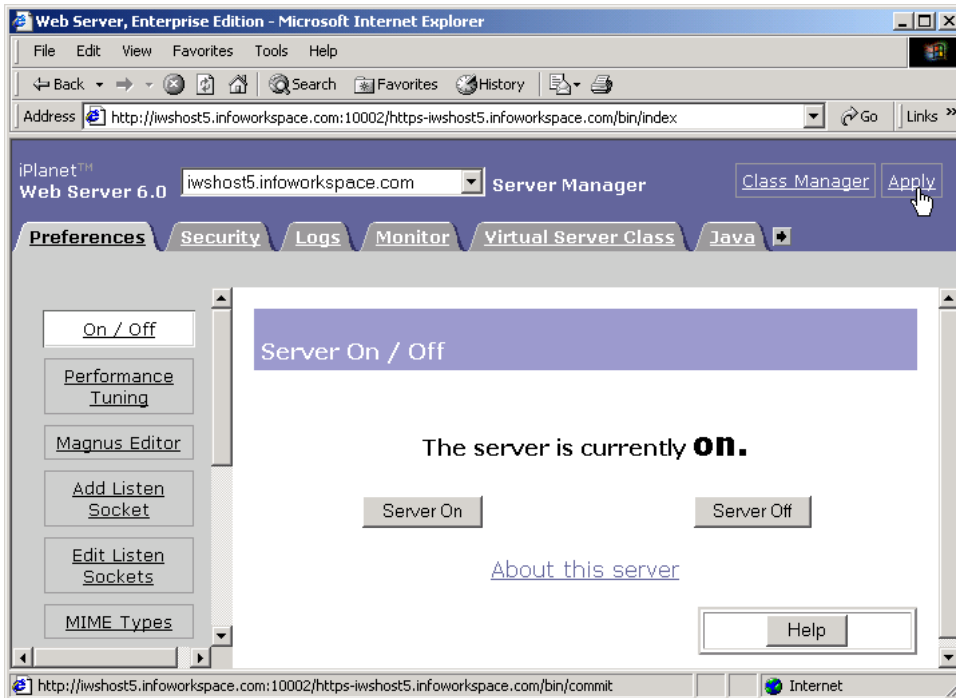 Web Server, Enterprise Edition - Microsoft Internet Explorer
File Edit View Favorites Tools Help
Back Search Favorites History
Address http://iwshost5.infoworkspace.com:10002/https-iwshost5.infoworkspace.com/bin/index Go Links »
iPlanet™
Web Server 6.0 iwshost5.infoworkspace.com Server Manager Class Manager Apply
Preferences Security Logs Monitor Virtual Server Class Java
On / Off
Performance
Tuning
Magnus Editor
Add Listen
Socket
Edit Listen
Sockets
MIME Types
Server On / Off
The server is currently on.
Server On Server Off
About this server
Help
http://iwshost5.infoworkspace.com:10002/https-iwshost5.infoworkspace.com/bin/commit Internet